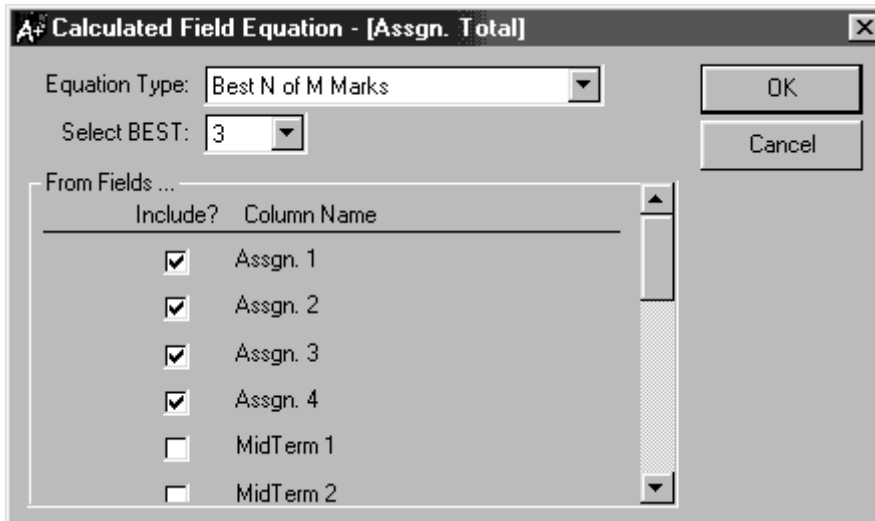 A+ Calculated Field Equation - [Assgn. Total]
Equation Type: Best N of M Marks
OK
Select BEST: 3
Cancel
From Fields ...
Include? Column Name
Assgn. 1
Assgn. 2
Assgn. 3
Assgn. 4
MidTerm 1
MidTerm 2